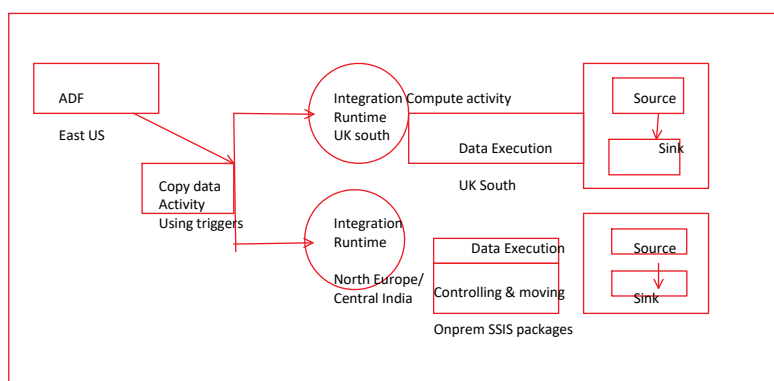 ADF
East US
Copy data
Activity
Using triggers
Integration
Runtime
UK south
Compute activity
Data Execution
UK South
Source
Sink
Integration
Runtime
North Europe/
Central India
Data Execution
Controlling & moving
Onprem SSIS packages
Source
Sink